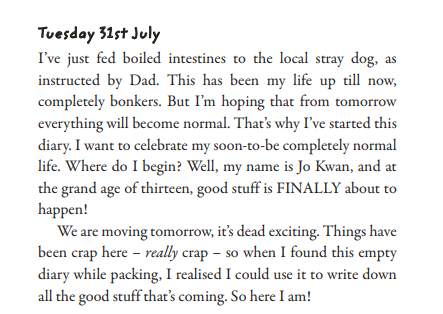 Tuesday 31st July
I've just fed boiled intestines to the local stray dog, as
instructed by Dad. This has been my life up till now,
completely bonkers. But I'm hoping that from tomorrow
everything will become normal. That's why I've started this
diary. I want to celebrate my soon-to-be completely normal
life. Where do I begin? Well, my name is Jo Kwan, and at
the grand age of thirteen, good stuff is FINALLY about to
happen!
We are moving tomorrow, it's dead exciting. Things have
been crap here – really crap – so when I found this empty
diary while packing, I realised I could use it to write down
all the good stuff that's coming. So here I am!